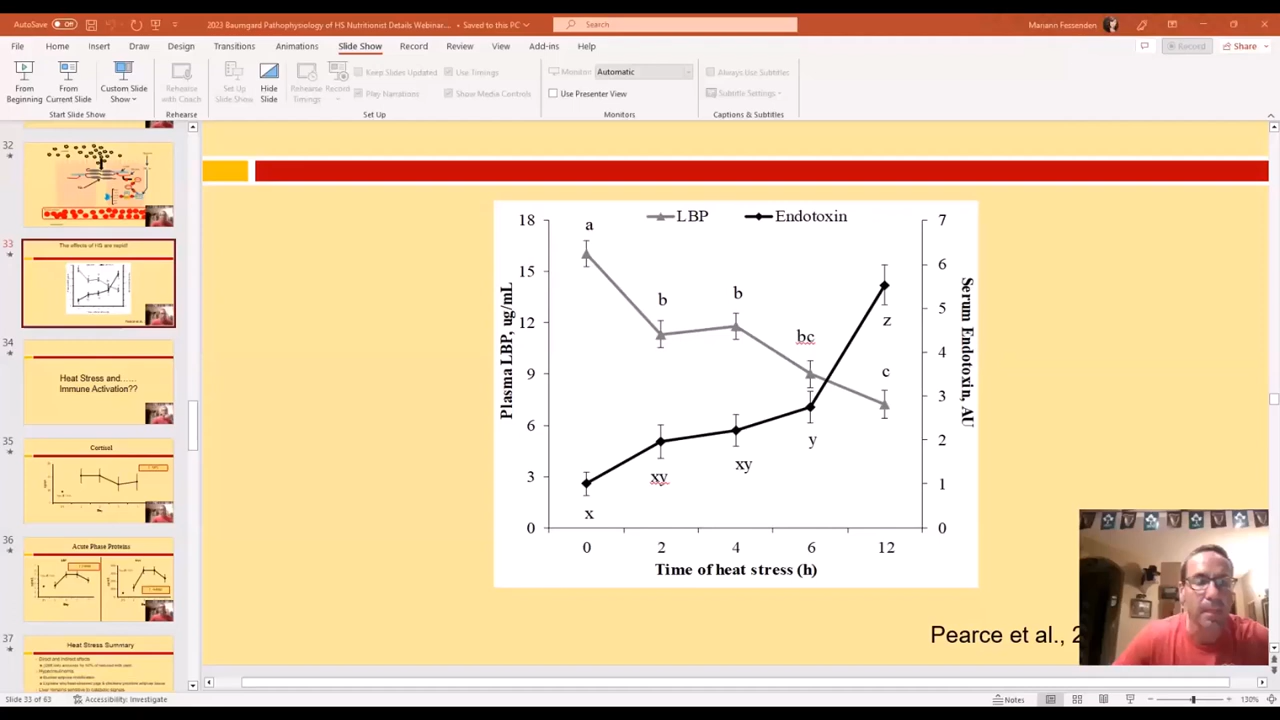 AutoSave Off
2023 Baumgard Pathophysiology of HS Nutritionist Details Webinar... • Saved to this PC
Search
Mariann Fessenden
File Home Insert Draw Design Transitions Animations Slide Show Record Review View Add-ins Help
Record Share
From Beginning
From Current Slide
Custom Slide Show
Rehearse with Coach
Set Up Slide Show
Hide Slide
Rehearse Timings
Record
Keep Slides Updated
Play Narrations
Use Timings
Show Media Controls
Monitor: Automatic
Use Presenter View
Always Use Subtitles
Subtitle Settings
Start Slide Show
Rehearse
Set Up
Monitors
Captions & Subtitles
32
33
The effects of HS are rapid!
34
Heat Stress and......
Immune Activation??
35
Cortisol
36
Acute Phase Proteins
37
Heat Stress Summary
LBP Endotoxin
18 15 12 9 6 3 0
Plasma LBP, ug/mL
a b b bc c
x xy xy y z
7 6 5 4 3 2 1 0
Serum Endotoxin, AU
0 2 4 6 12
Time of heat stress (h)
Pearce et al., 2
Slide 33 of 63
Accessibility: Investigate
Notes
130%